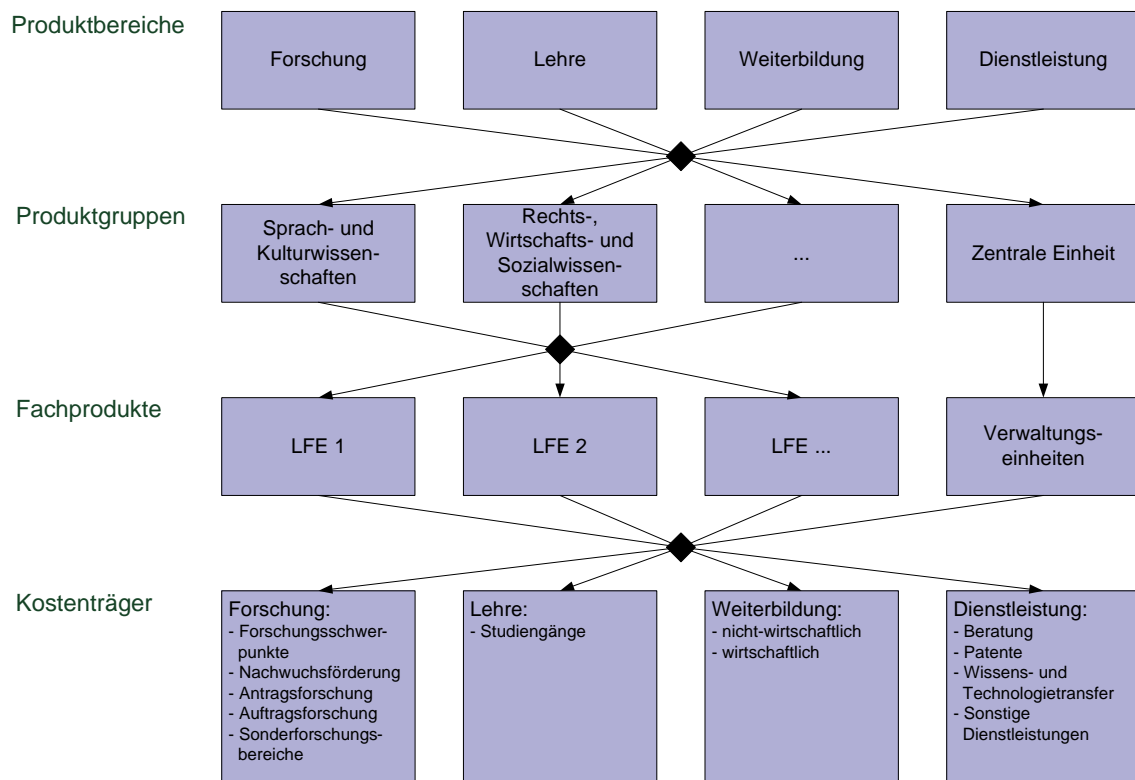 Produktbereiche
Forschung
Lehre
Weiterbildung
Dienstleistung
Produktgruppen
Sprach- und
Kulturwissen-
schaften
Rechts-,
Wirtschafts- und
Sozialwissen-
schaften
...
Zentrale Einheit
Fachprodukte
LFE 1
LFE 2
LFE ...
Verwaltungs-
einheiten
Kostenträger
Forschung:
- Forschungsschwer-
punkte
- Nachwuchsförderung
- Antragsforschung
- Auftragsforschung
- Sonderforschungs-
bereiche
Lehre:
- Studiengänge
Weiterbildung:
- nicht-wirtschaftlich
- wirtschaftlich
Dienstleistung:
- Beratung
- Patente
- Wissens- und
Technologietransfer
- Sonstige
Dienstleistungen